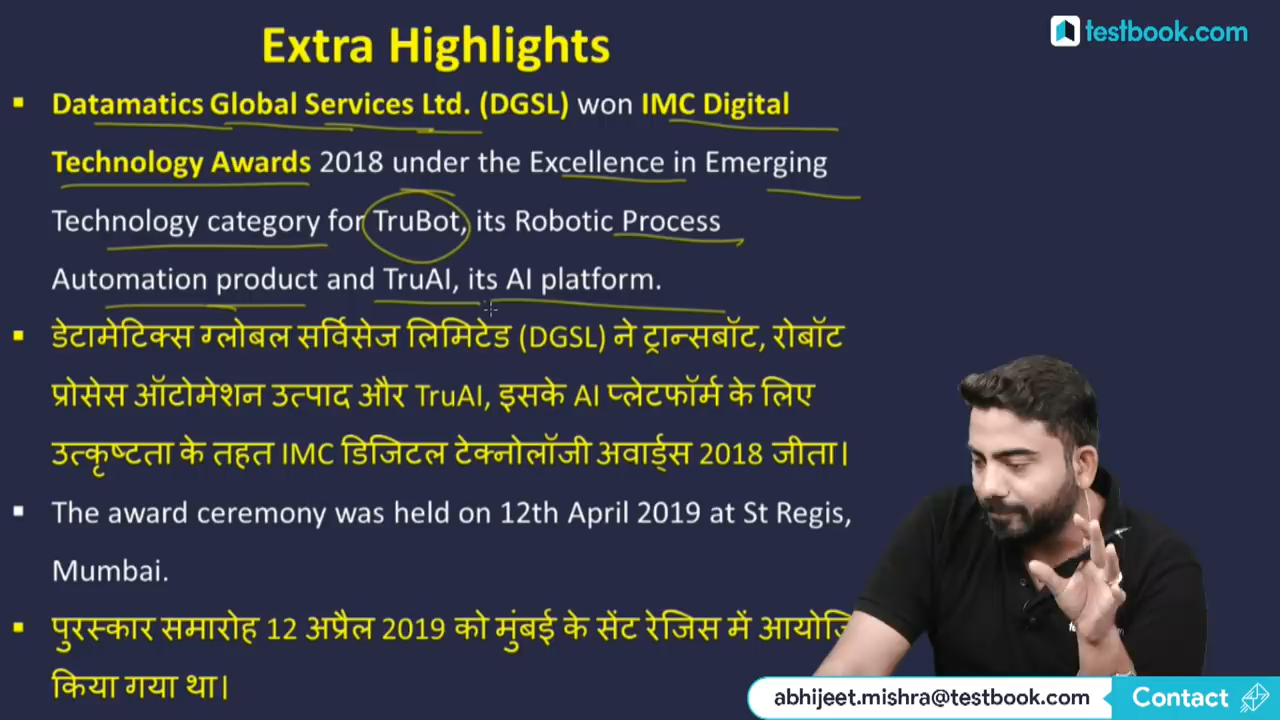 Extra Highlights
testbook.com
▪ Datamatics Global Services Ltd. (DGSL) won IMC Digital
Technology Awards 2018 under the Excellence in Emerging
Technology category for TruBot, its Robotic Process
Automation product and TruAI, its AI platform.
▪ डेटामेटिक्स ग्लोबल सर्विसेज लिमिटेड (DGSL) ने ट्रान्सबॉट, रोबॉट
प्रोसेस ऑटोमेशन उत्पाद और TruAI, इसके AI प्लेटफॉर्म के लिए
उत्कृष्टता के तहत IMC डिजिटल टेक्नोलॉजी अवार्ड्स 2018 जीता।
▪ The award ceremony was held on 12th April 2019 at St Regis,
Mumbai.
▪ पुरस्कार समारोह 12 अप्रैल 2019 को मुंबई के सेंट रेजिस में
किया गया था।
abhijeet.mishra@testbook.com
Contact